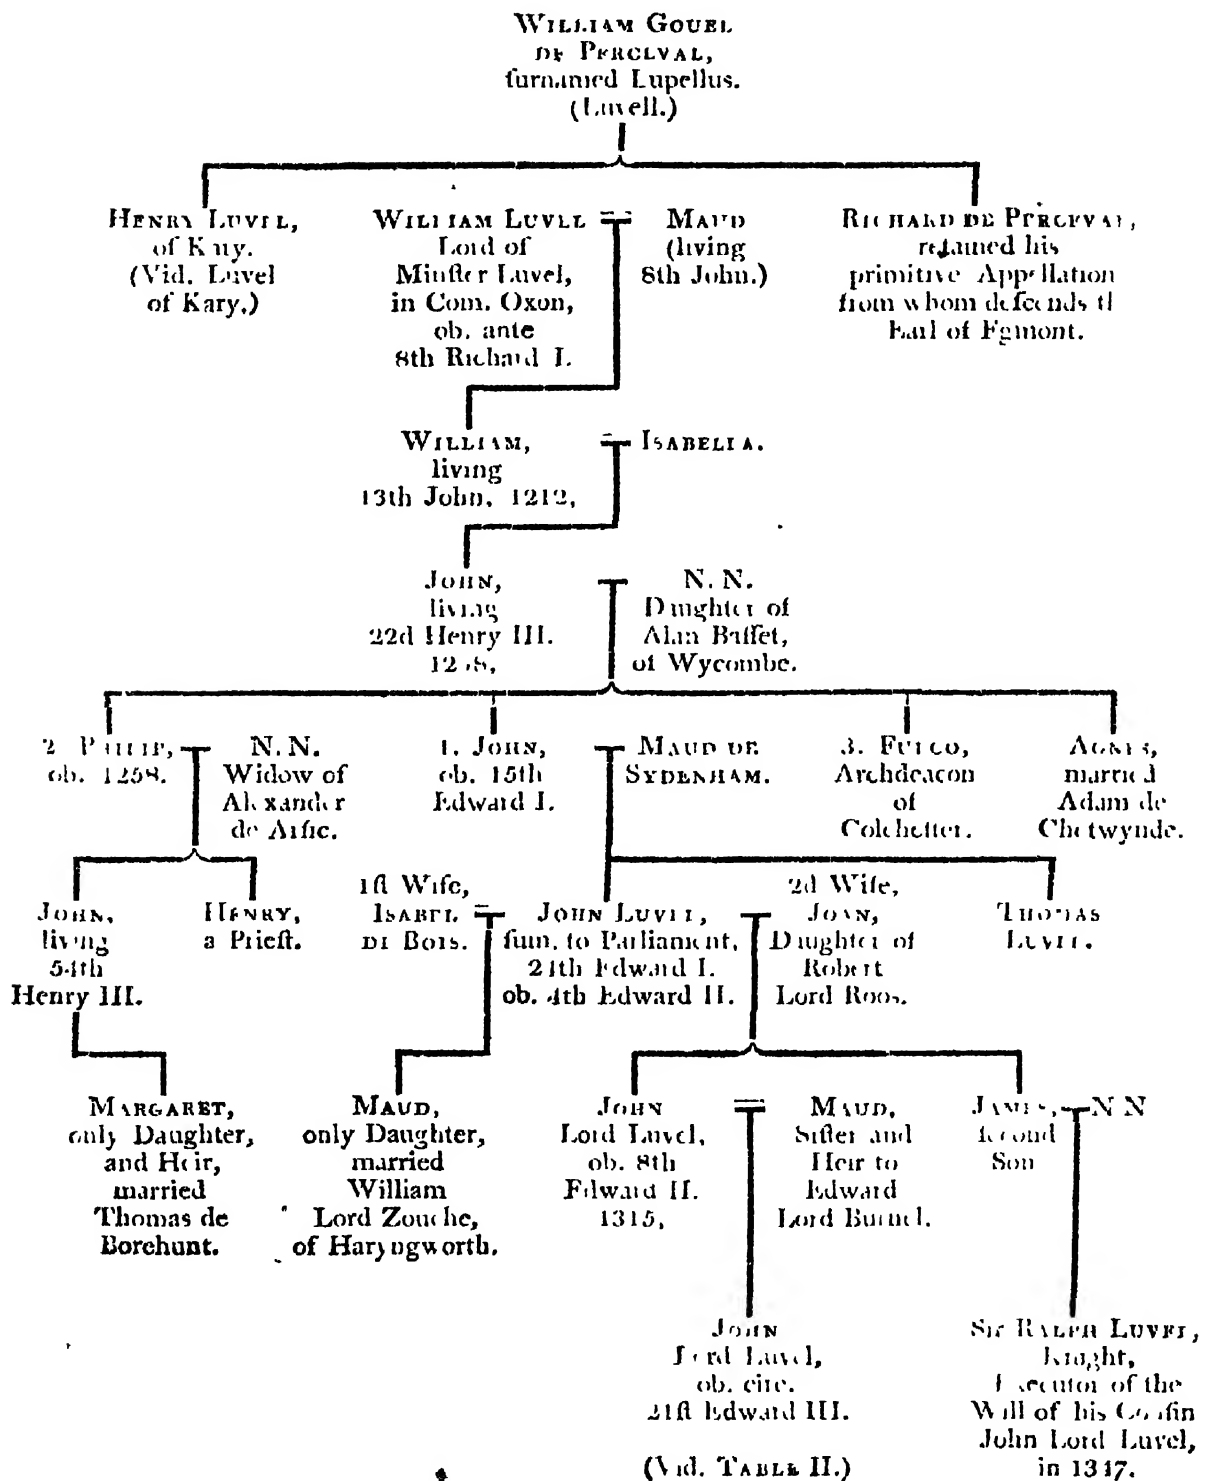 WILLIAM GOUEL
DE PERCEVAL,
ſurnamed Lupellus.
(Luvell.)
HENRY LUVEL,
of Kary.
(Vid. Luvel
of Kary.)
WILLIAM LUVEL
Lord of
Minſter Luvel,
in Com. Oxon,
ob. ante
8th Richard I.
MAUD
(living
8th John.)
RICHARD DE PERCEVAL,
retained his
primitive Appellation
from whom deſcends
Earl of Egmont.
WILLIAM,
living
13th John, 1212,
ISABELLA.
JOHN,
living
22d Henry III.
N. N.
Daughter of
Alan Baſſet,
of Wycombe.
2 PHILIP,
ob. 1258.
N. N.
Widow of
Alexander
de Arſic.
1. JOHN,
ob. 15th
Edward I.
MAUD DE
SYDENHAM.
3. FULCO,
Archdeacon
of
Colcheſter.
AGNES,
married
Adam de
Chetwynde.
JOHN,
living
54th
Henry III.
HENRY,
a Prieſt.
1ſt Wife,
ISABEL
DE BOIS.
JOHN LUVEL,
ſum. to Parliament,
24th Edward I.
ob. 4th Edward II.
2d Wife,
JOAN,
Daughter of
Robert
Lord Roos.
THOMAS
LUVEL.
MARGARET,
only Daughter,
and Heir,
married
Thomas de
Borehunt.
MAUD,
only Daughter,
married
William
Lord Zouche,
of Haryngworth.
JOHN
Lord Luvel,
ob. 8th
Edward II.
1315,
MAUD,
Siſter and
Heir to
Edward
Lord Burnel.
JAMES,
ſecond
Son
N N
JOHN
Lord Luvel,
ob. circ.
21ſt Edward III.
(Vid. TABLE II.)
Sir RALPH LUVEL,
Knight,
Executor of the
Will of his Couſin
John Lord Luvel,
in 1347.